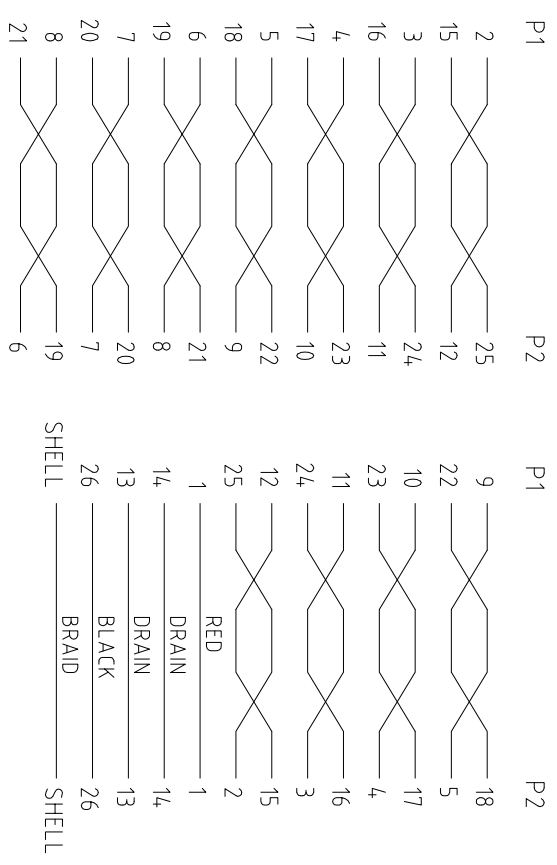 P1 P2 P1 P2
2 25 9 18
15 12 22 5
3 24 10 17
16 11 23 4
4 23 11 16
17 10 24 3
5 22 12 15
18 9 25 2
RED
6 21 1 1
DRAIN
19 8 14 14
DRAIN
7 20 13 13
BLACK
20 7 26 26
BRAID
8 19 SHELL SHELL
21 6